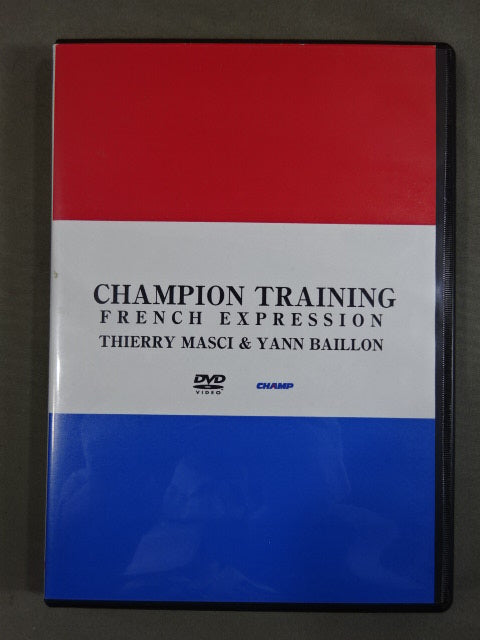 CHAMPION TRAINING
FRENCH EXPRESSION
THIERRY MASCI & YANN BAILLON
DVD CHAMP
VIDEO